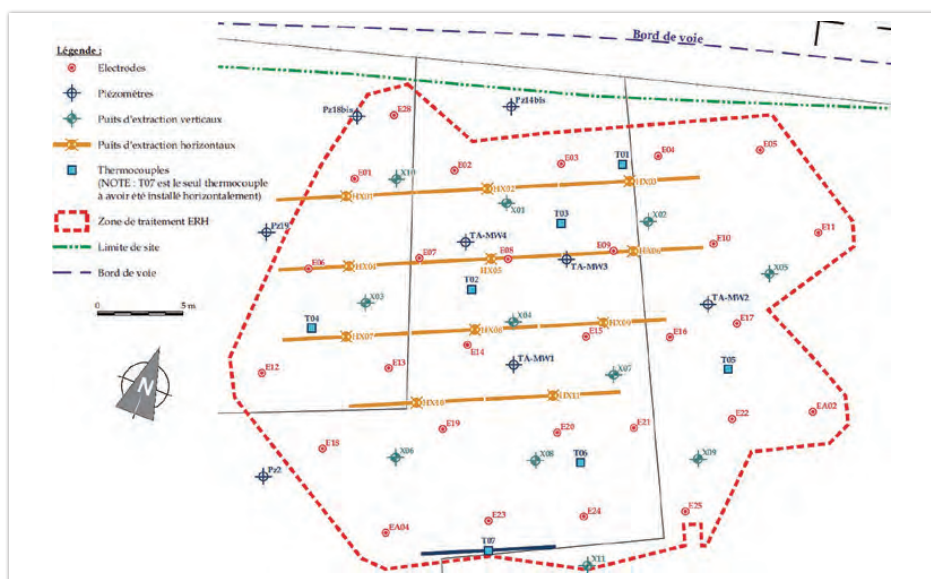 Bord de voie
Légende :
Electrodes
Piézomètres
Puits d'extraction verticaux
Puits d'extraction horizontaux
Thermocouples
(NOTE : T07 est le seul thermocouple
à avoir été installé horizontalement)
Zone de traitement ERH
Limite de site
Bord de voie
0 5 m
N
Pz18bis
E28
Pz14bis
E01
X10
E02
E03
T01
E04
E05
HX01
HX02
HX03
X01
T03
X02
Pz19
TA-MW4
E11
E06
E07
E08
E09
E10
HX04
HX05
HX06
TA-MW3
X05
T02
X03
TA-MW2
T04
X04
E17
HX07
HX08
HX09
E14
E15
E16
E12
E13
TA-MW1
X07
T05
HX10
HX11
EA02
E22
E18
E19
E20
E21
X06
X08
T06
X09
Pz2
E23
E24
E25
EA04
T07
X11